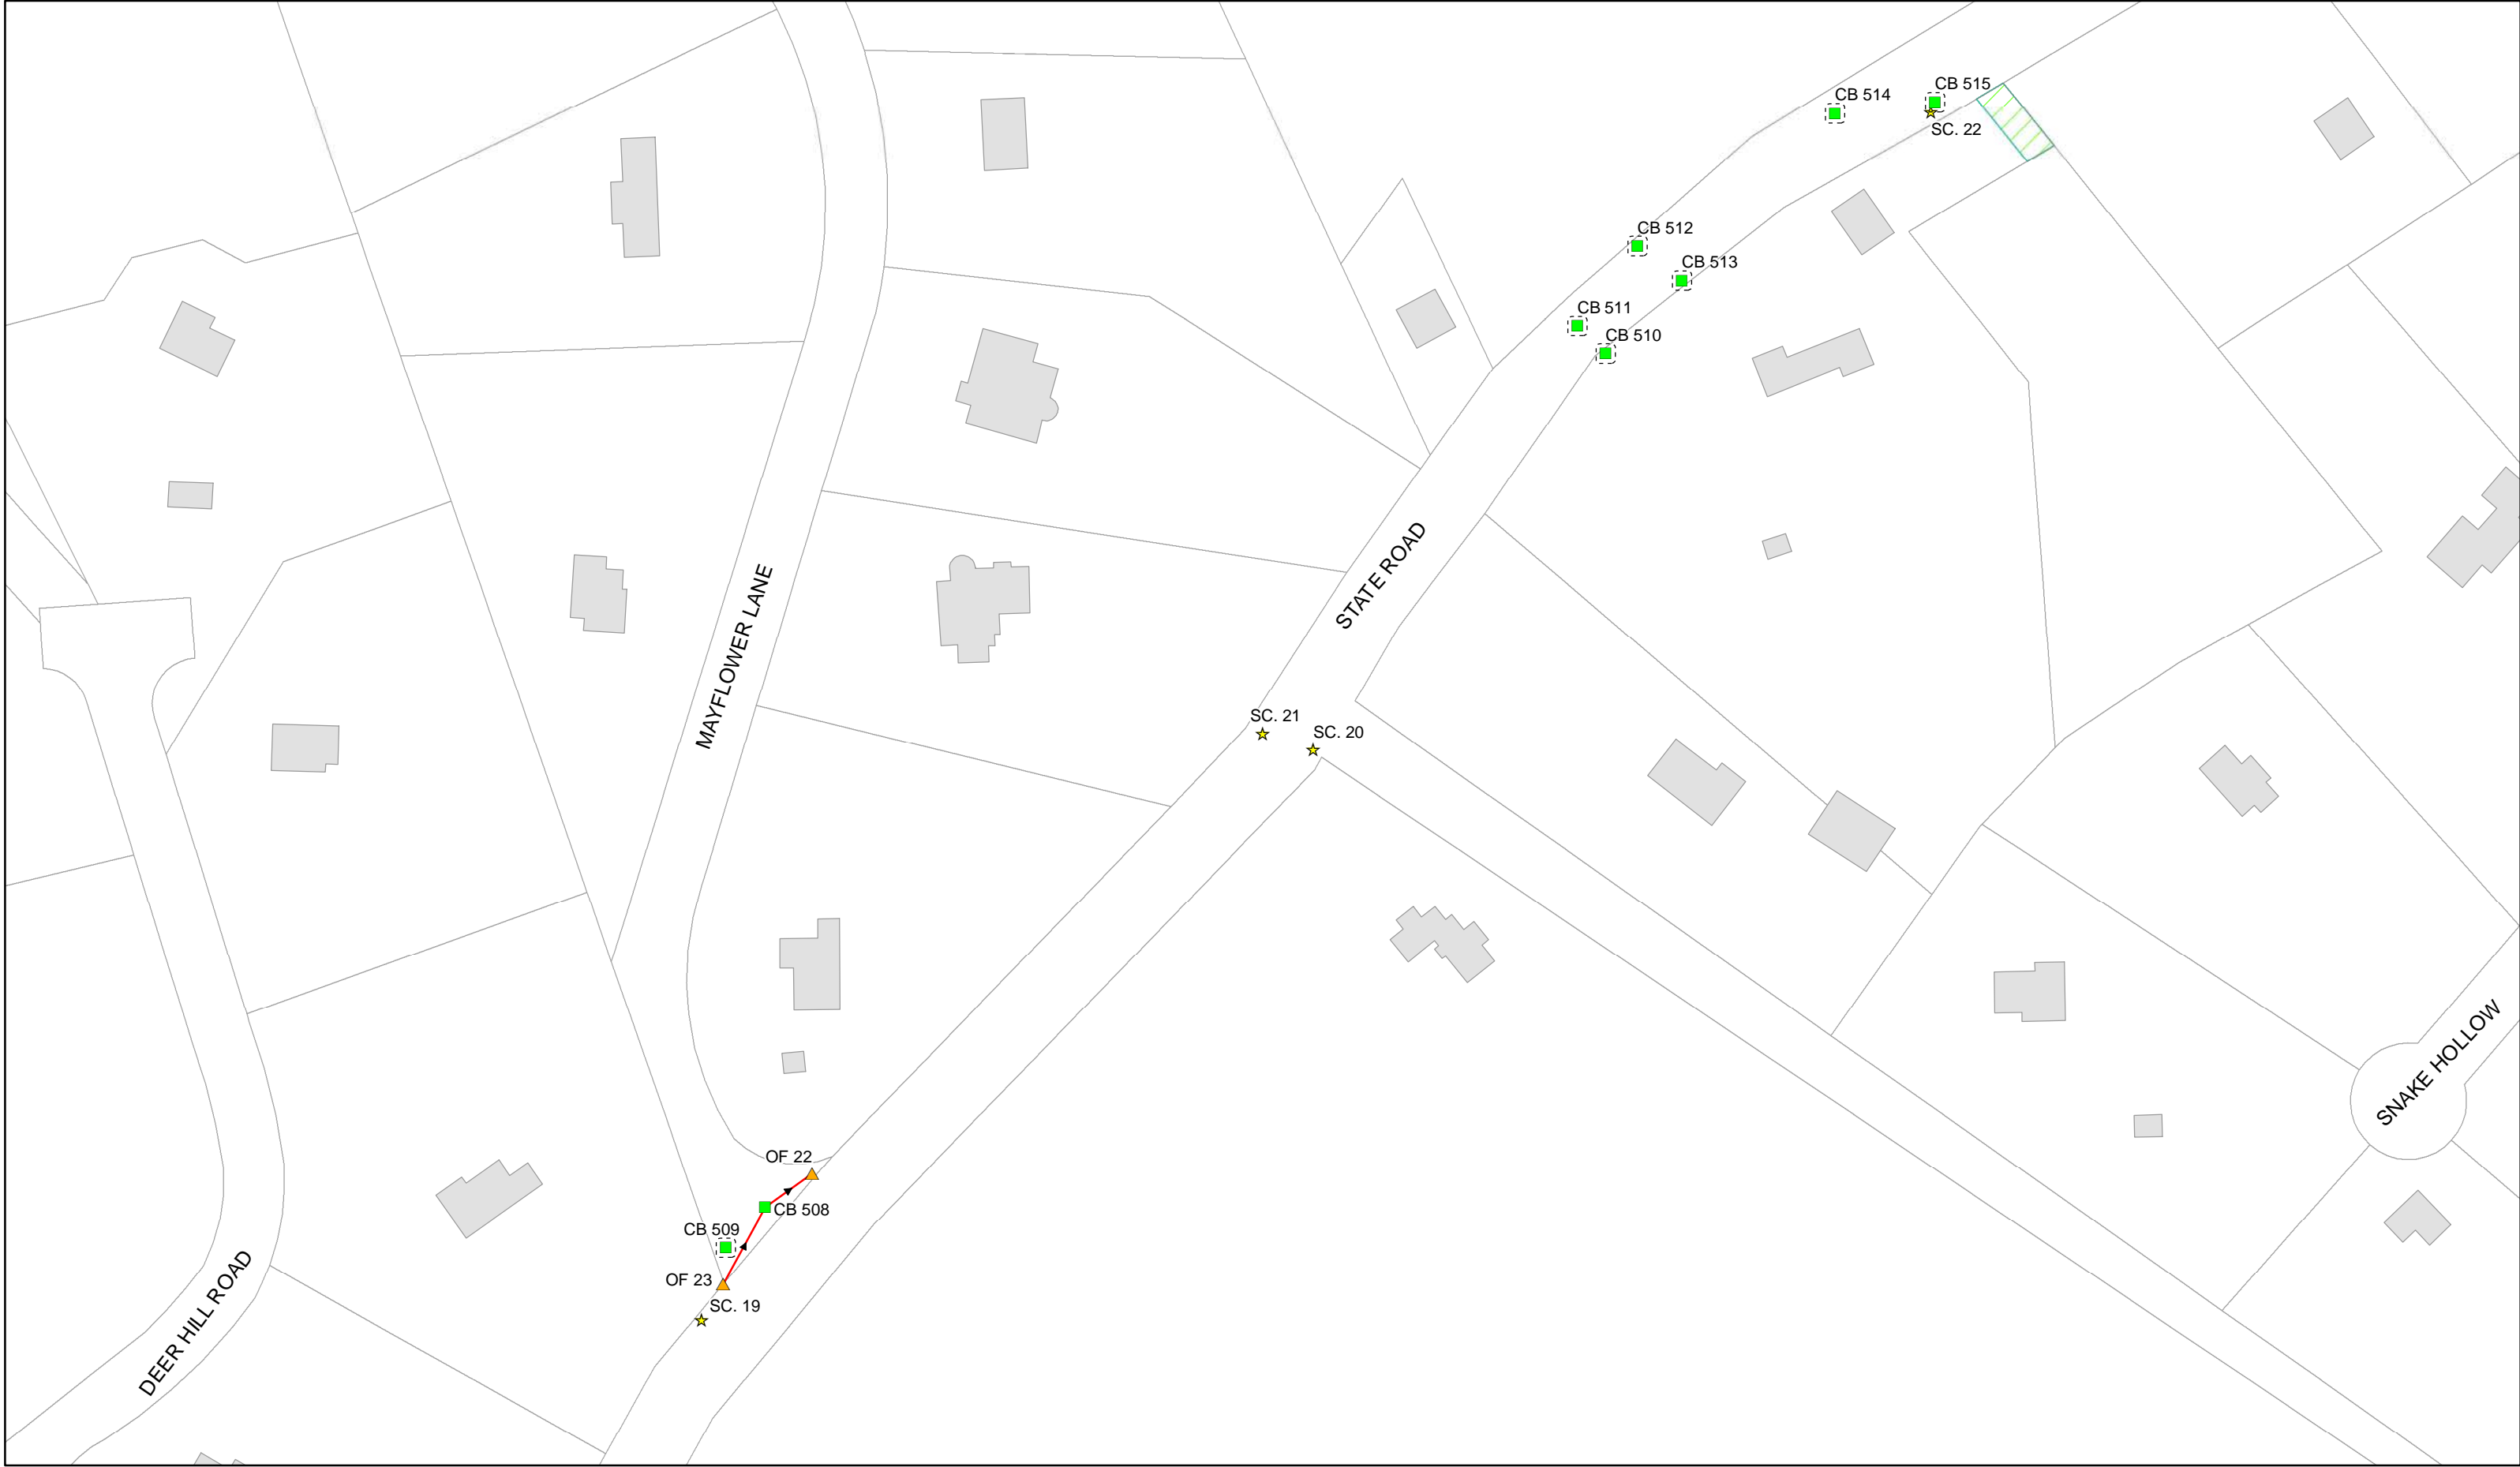 CB 515
CB 514
SC. 22
CB 512
CB 513
CB 511
CB 510
STATE ROAD
MAYFLOWER LANE
SC. 21
SC. 20
SNAKE HOLLOW
OF 22
CB 508
CB 509
OF 23
SC. 19
DEER HILL ROAD